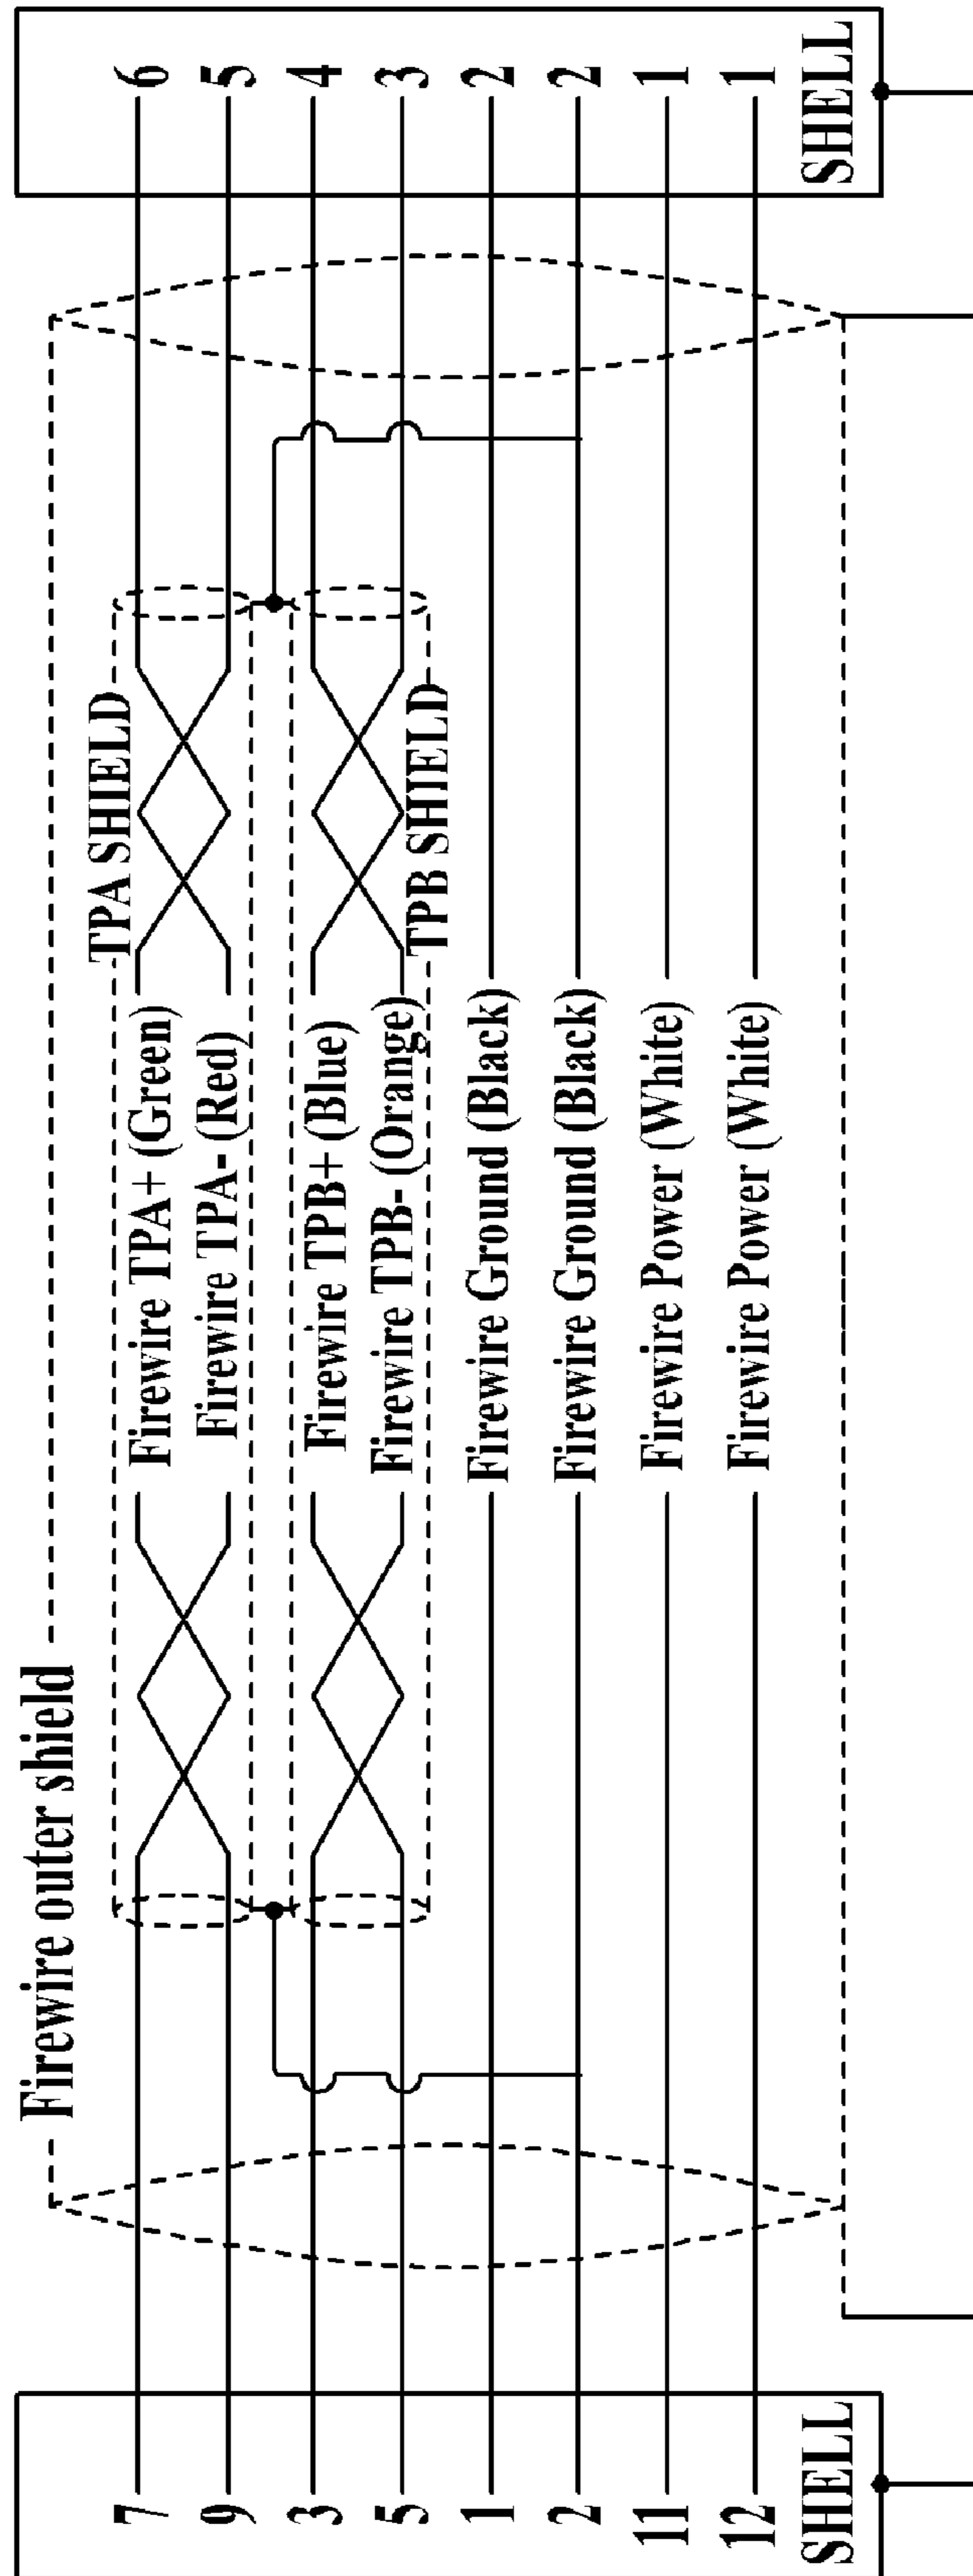 Firewire outer shield
TPA SHIELD
7 Firewire TPA+ (Green) 6
9 Firewire TPA- (Red) 5
3 Firewire TPB+ (Blue) 4
5 Firewire TPB- (Orange) 3
TPB SHIELD
1 Firewire Ground (Black) 2
2 Firewire Ground (Black) 2
11 Firewire Power (White) 1
12 Firewire Power (White) 1
SHELL SHELL